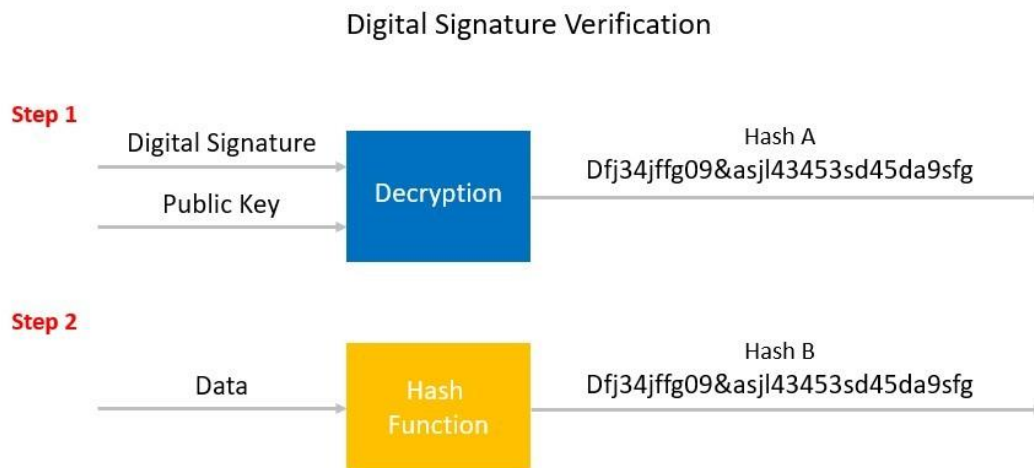 Digital Signature Verification
Step 1
Digital Signature
Public Key
Decryption
Hash A
Dfj34jffg09&asjl43453sd45da9sfg
Step 2
Data
Hash
Function
Hash B
Dfj34jffg09&asjl43453sd45da9sfg